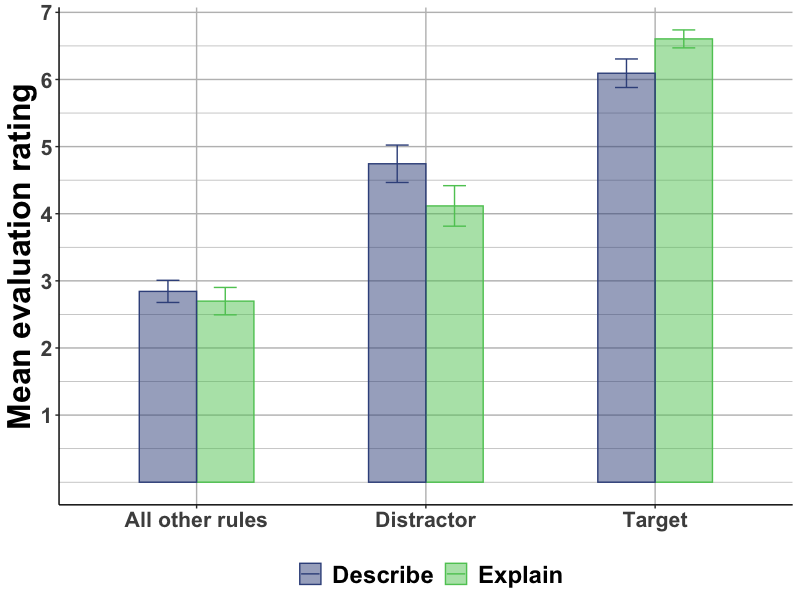 Mean evaluation rating
7
6
5
4
3
2
1
All other rules
Distractor
Target
Describe
Explain